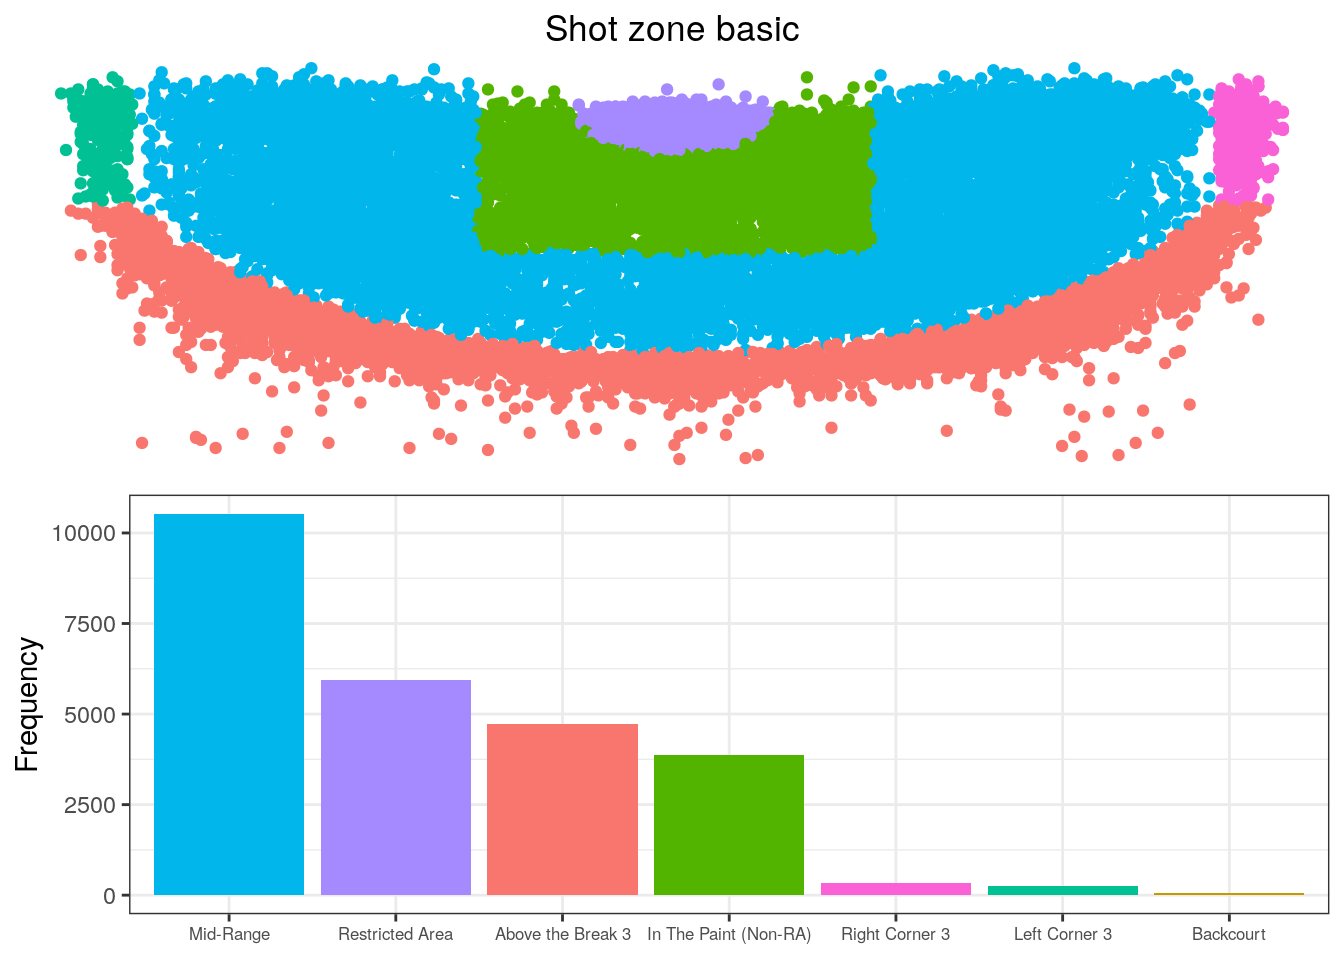 Shot zone basic
Frequency
10000
7500
5000
2500
0
Mid-Range
Restricted Area
Above the Break 3
In The Paint (Non-RA)
Right Corner 3
Left Corner 3
Backcourt